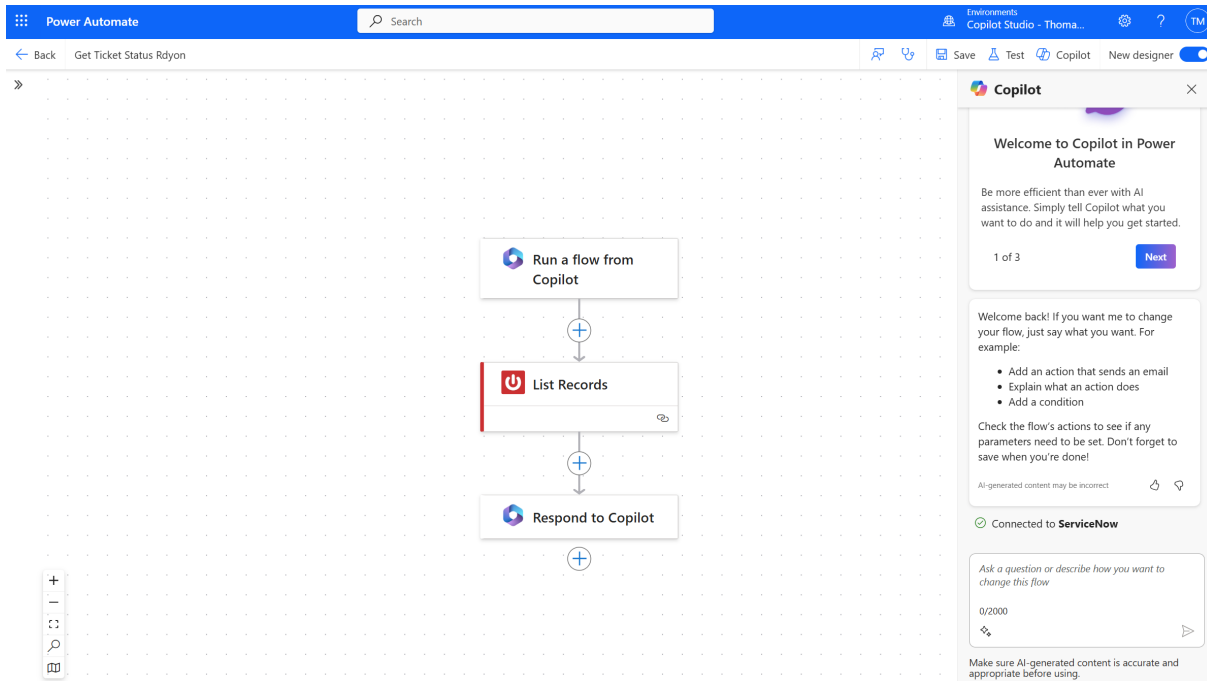 Power Automate
Search
Environments
Copilot Studio - Thoma...
?
TM
Back
Get Ticket Status Rdyon
Save
Test
Copilot
New designer
Copilot
Welcome to Copilot in Power
Automate
Be more efficient than ever with AI
assistance. Simply tell Copilot what you
want to do and it will help you get started.
1 of 3
Next
Run a flow from
Copilot
List Records
Respond to Copilot
Welcome back! If you want me to change
your flow, just say what you want. For
example:
• Add an action that sends an email
• Explain what an action does
• Add a condition
Check the flow's actions to see if any
parameters need to be set. Don't forget to
save when you're done!
AI-generated content may be incorrect
Connected to ServiceNow
Ask a question or describe how you want to
change this flow
0/2000
Make sure AI-generated content is accurate and
appropriate before using.